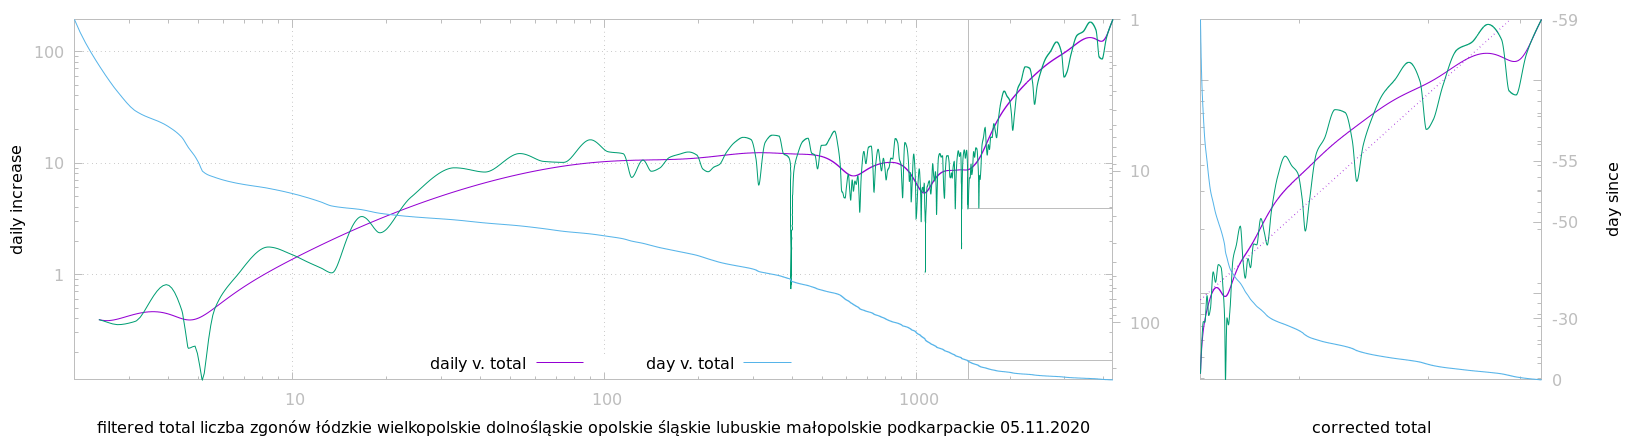 100
10
1
daily increase
1
10
100
daily v. total
day v. total
10
100
1000
filtered total liczba zgonów łódzkie wielkopolskie dolnośląskie opolskie śląskie lubuskie małopolskie podkarpackie 05.11.2020
-59
-55
-50
-30
0
day since
corrected total